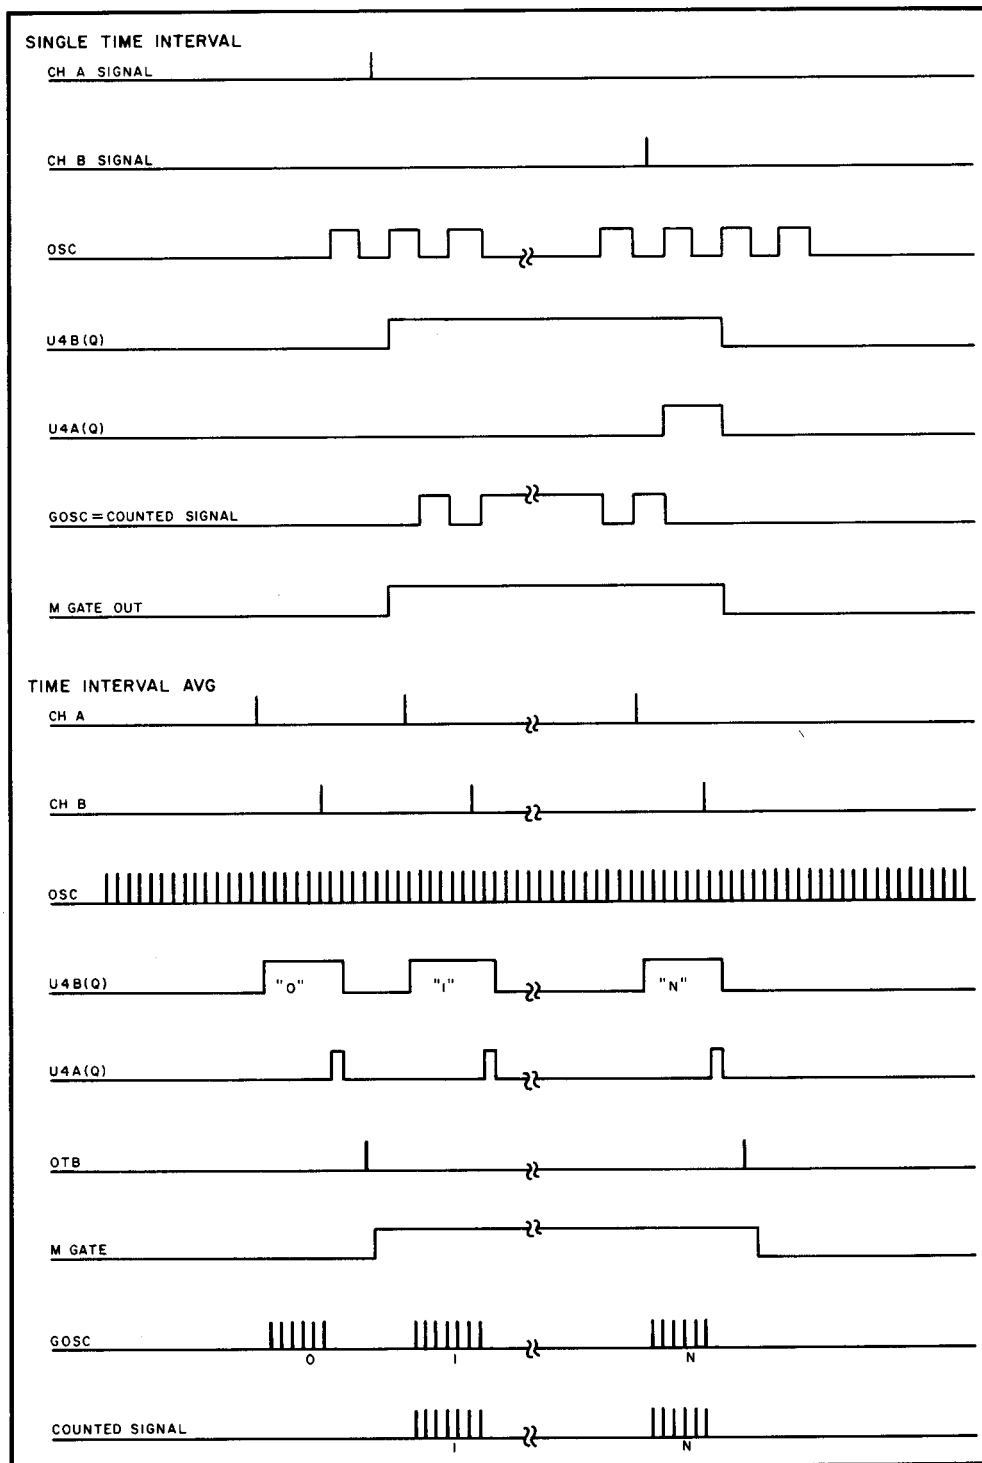 SINGLE TIME INTERVAL
CH A SIGNAL
CH B SIGNAL
OSC
U4B(Q)
U4A(Q)
GOSC=COUNTED SIGNAL
M GATE OUT
TIME INTERVAL AVG
CH A
CH B
OSC
U4B(Q)
"O" "I" "N"
U4A(Q)
OTB
M GATE
GOSC
O I N
COUNTED SIGNAL
I N